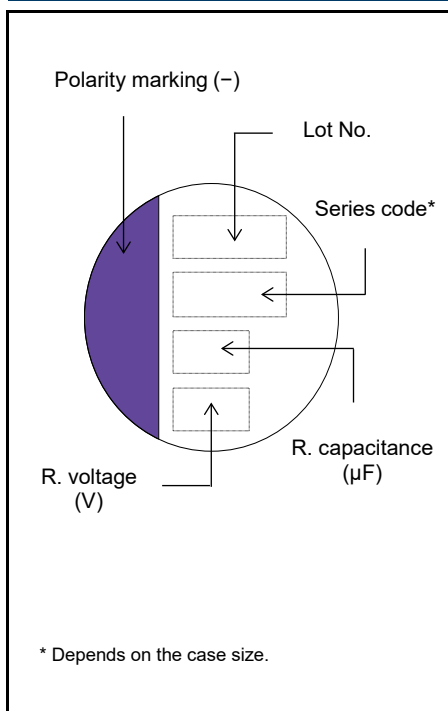 Polarity marking (−)
Lot No.
Series code*
R. capacitance
(µF)
R. voltage
(V)
* Depends on the case size.